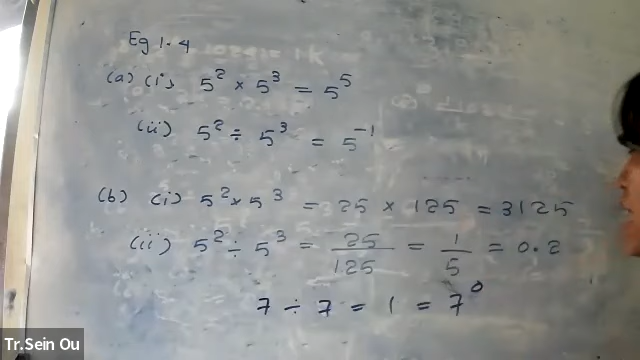 Eg 1.4
(a) (i) 5² × 5³ = 5⁵
(ii) 5² ÷ 5³ = 5⁻¹
(b) (i) 5² × 5³ = 25 × 125 = 3125
(ii) 5² ÷ 5³ = 25/125 = 1/5 = 0.2
7 ÷ 7 = 1 = 7⁰
Tr.Sein Ou